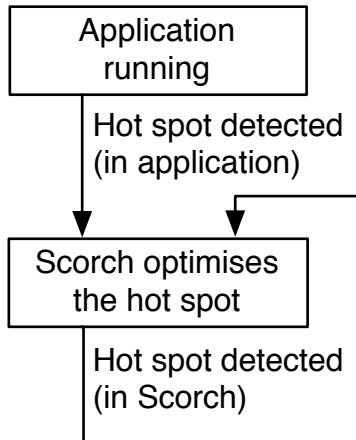 Application
running
Hot spot detected
(in application)
Scorch optimises
the hot spot
Hot spot detected
(in Scorch)